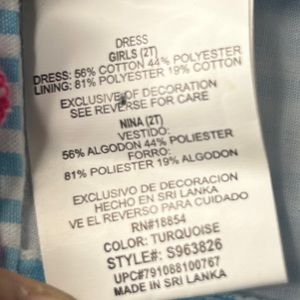 DRESS
GIRLS (2T)
DRESS: 56% COTTON 44% POLYESTER
LINING: 81% POLYESTER 19% COTTON
EXCLUSIVE OF DECORATION
SEE REVERSE FOR CARE
NINA (2T)
VESTIDO:
56% ALGODON 44% POLIESTER
FORRO:
81% POLIESTER 19% ALGODON
EXCLUSIVO DE DECORACION
HECHO EN SRI LANKA
VE EL REVERSO PARA CUIDADO
RN#18854
COLOR: TURQUOISE
STYLE#: S963826
UPC#791088100767
MADE IN SRI LANKA